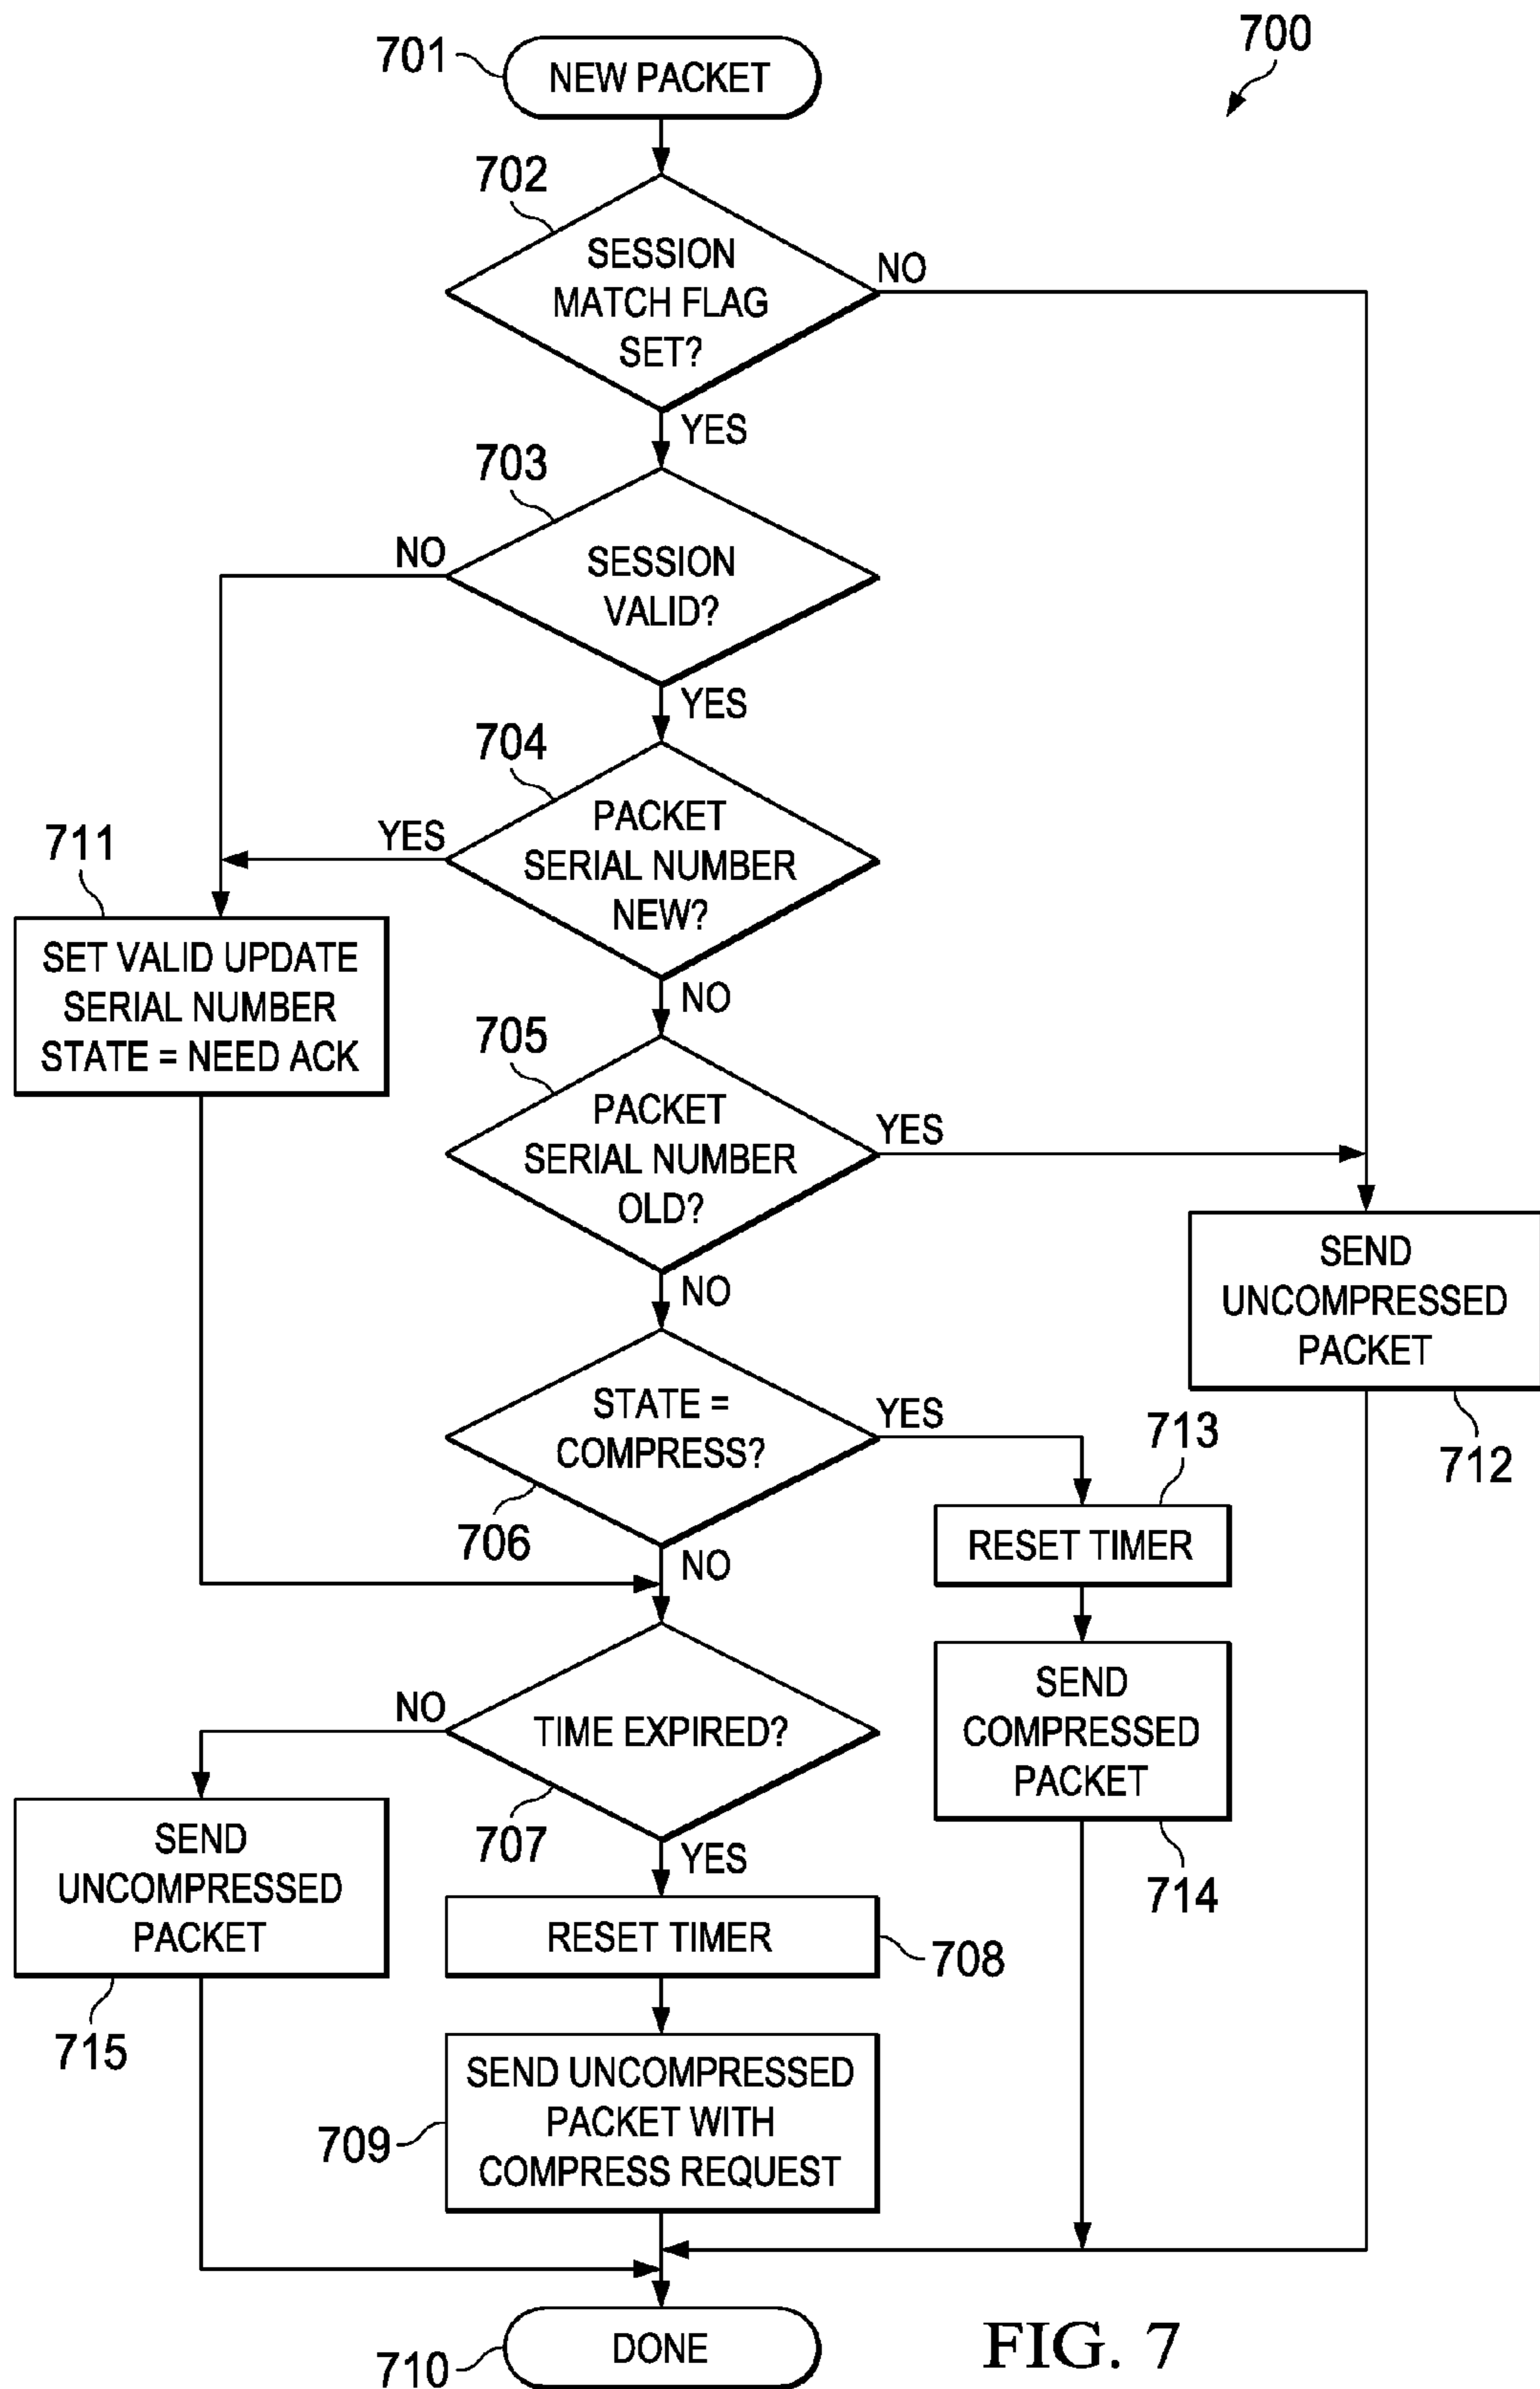 701
NEW PACKET
700
702
SESSION
MATCH FLAG
SET?
NO
YES
703
NO
SESSION
VALID?
YES
704
YES
PACKET
SERIAL NUMBER
NEW?
711
SET VALID UPDATE
SERIAL NUMBER
STATE = NEED ACK
NO
705
PACKET
SERIAL NUMBER
OLD?
YES
NO
SEND
UNCOMPRESSED
PACKET
712
STATE =
COMPRESS?
YES
706
NO
713
RESET TIMER
SEND
COMPRESSED
PACKET
714
NO
TIME EXPIRED?
707
YES
SEND
UNCOMPRESSED
PACKET
715
RESET TIMER
708
SEND UNCOMPRESSED
PACKET WITH
COMPRESS REQUEST
709
DONE
710
FIG. 7